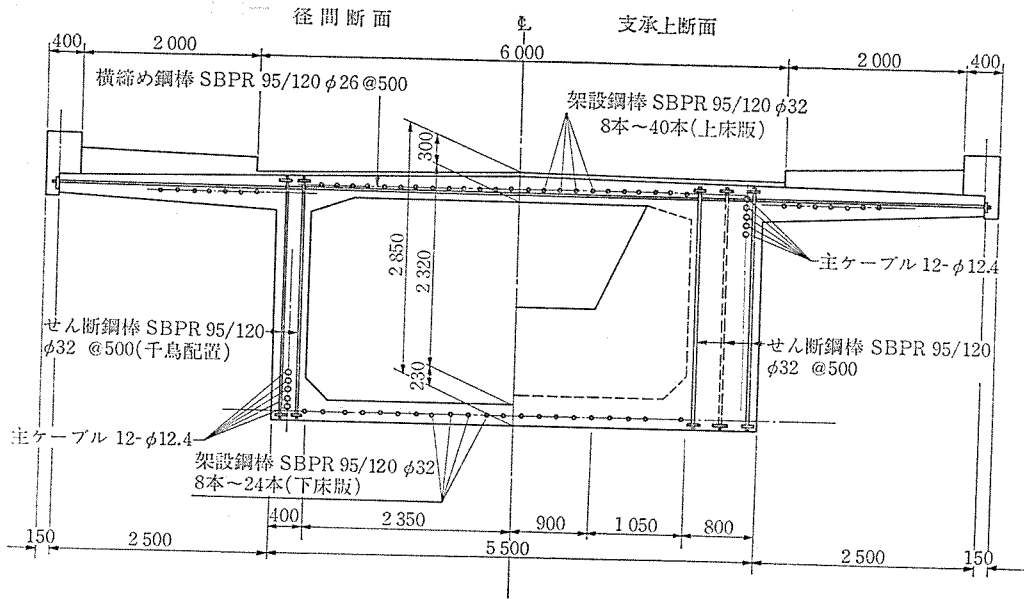 径間断面
℄
支承上断面
400
2 000
6 000
2 000
400
横締め鋼棒 SBPR 95/120 φ26 @500
架設鋼棒 SBPR 95/120 φ32
8本～40本(上床版)
300
2 850
2 320
230
主ケーブル 12-φ12.4
せん断鋼棒 SBPR 95/120
φ32 @500(千鳥配置)
せん断鋼棒 SBPR 95/120
φ32 @500
主ケーブル 12-φ12.4
架設鋼棒 SBPR 95/120 φ32
8本～24本(下床版)
400
2 350
900
1 050
800
150
2 500
5 500
2 500
150